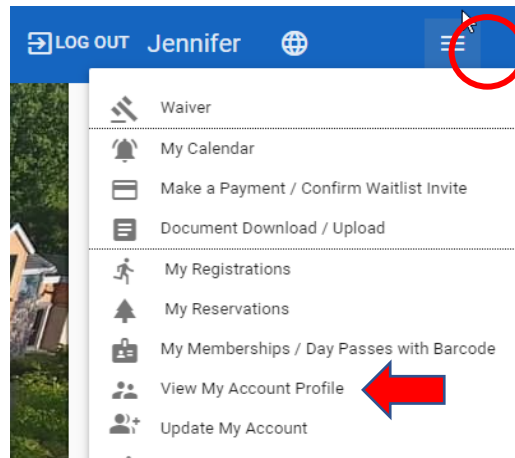 LOG OUT Jennifer
Waiver
My Calendar
Make a Payment / Confirm Waitlist Invite
Document Download / Upload
My Registrations
My Reservations
My Memberships / Day Passes with Barcode
View My Account Profile
Update My Account